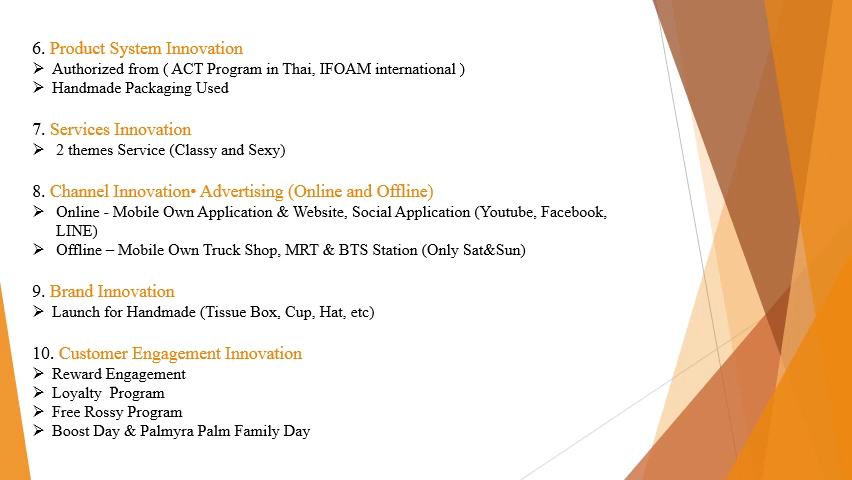 6. Product System Innovation
➢ Authorized from ( ACT Program in Thai, IFOAM international )
➢ Handmade Packaging Used
7. Services Innovation
➢ 2 themes Service (Classy and Sexy)
8. Channel Innovation• Advertising (Online and Offline)
➢ Online - Mobile Own Application & Website, Social Application (Youtube, Facebook,
LINE)
➢ Offline – Mobile Own Truck Shop, MRT & BTS Station (Only Sat&Sun)
9. Brand Innovation
➢ Launch for Handmade (Tissue Box, Cup, Hat, etc)
10. Customer Engagement Innovation
➢ Reward Engagement
➢ Loyalty Program
➢ Free Rossy Program
➢ Boost Day & Palmyra Palm Family Day